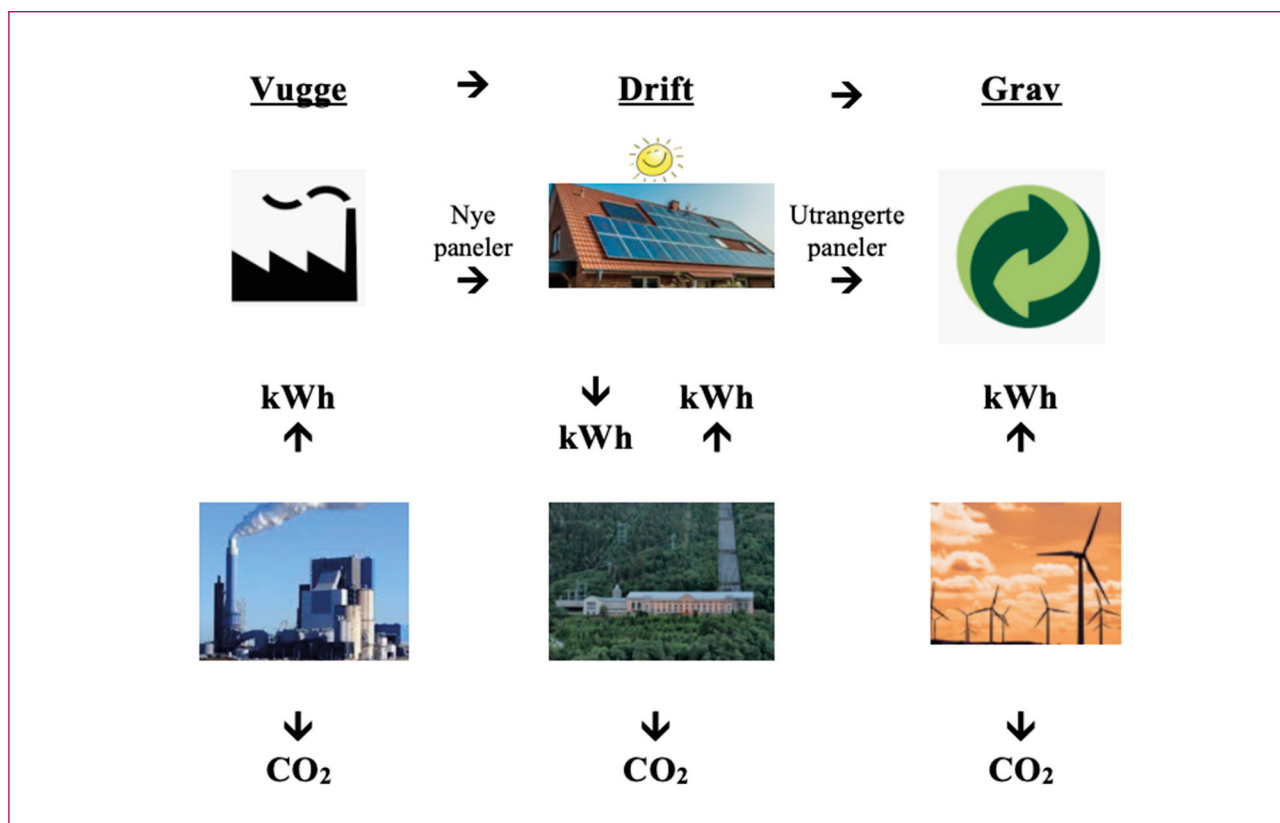 Vugge → Drift → Grav
Nye
paneler
→
Utrangerte
paneler
→
kWh
↑
↓
kWh
kWh
↑
kWh
↑
↓
CO₂
↓
CO₂
↓
CO₂